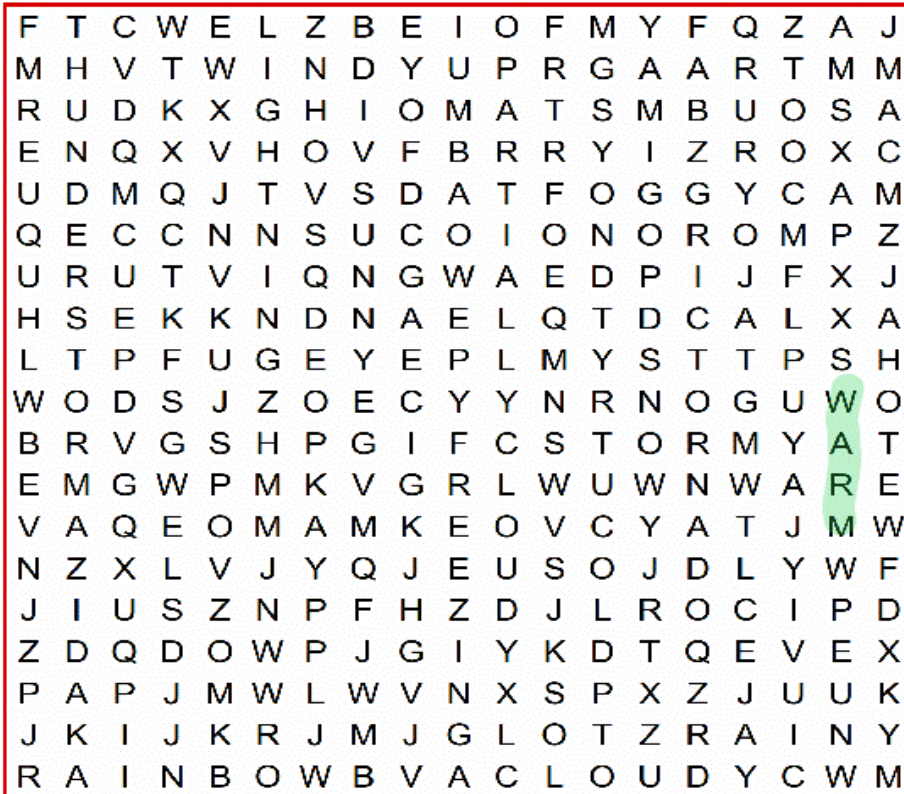 F T C W E L Z B E I O F M Y F Q Z A J
M H V T W I N D Y U P R G A A R T M M
R U D K X G H I O M A T S M B U O S A
E N Q X V H O V F B R R Y I Z R O X C
U D M Q J T V S D A T F O G G Y C A M
Q E C C N N S U C O I O N O R O M P Z
U R U T V I Q N G W A E D P I J F X J
H S E K K N D N A E L Q T D C A L X A
L T P F U G E Y E P L M Y S T T P S H
W O D S J Z O E C Y Y N R N O G U W O
B R V G S H P G I F C S T O R M Y A T
E M G W P M K V G R L W U W N W A R E
V A Q E O M A M K E O V C Y A T J M W
N Z X L V J Y Q J E U S O J D L Y W F
J I U S Z N P F H Z D J L R O C I P D
Z D Q D O W P J G I Y K D T Q E V E X
P A P J M W L W V N X S P X Z J U U K
J K I J K R J M J G L O T Z R A I N Y
R A I N B O W B V A C L O U D Y C W M